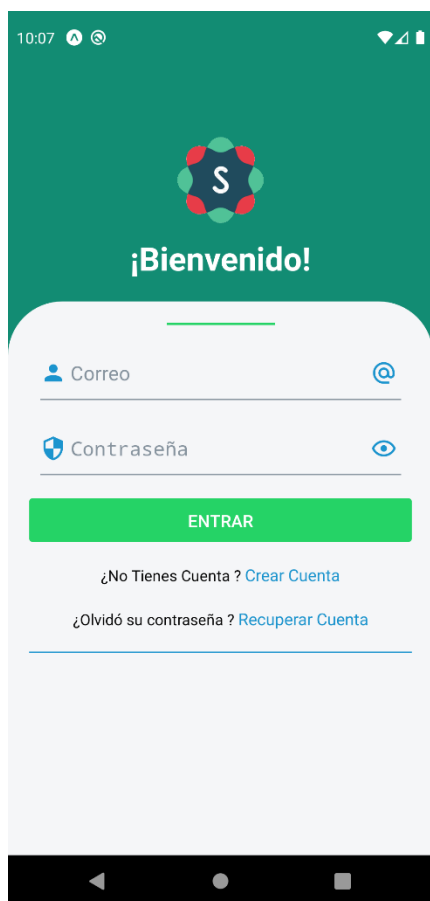 10:07
S
¡Bienvenido!
Correo
Contraseña
ENTRAR
¿No Tienes Cuenta ? Crear Cuenta
¿Olvidó su contraseña ? Recuperar Cuenta